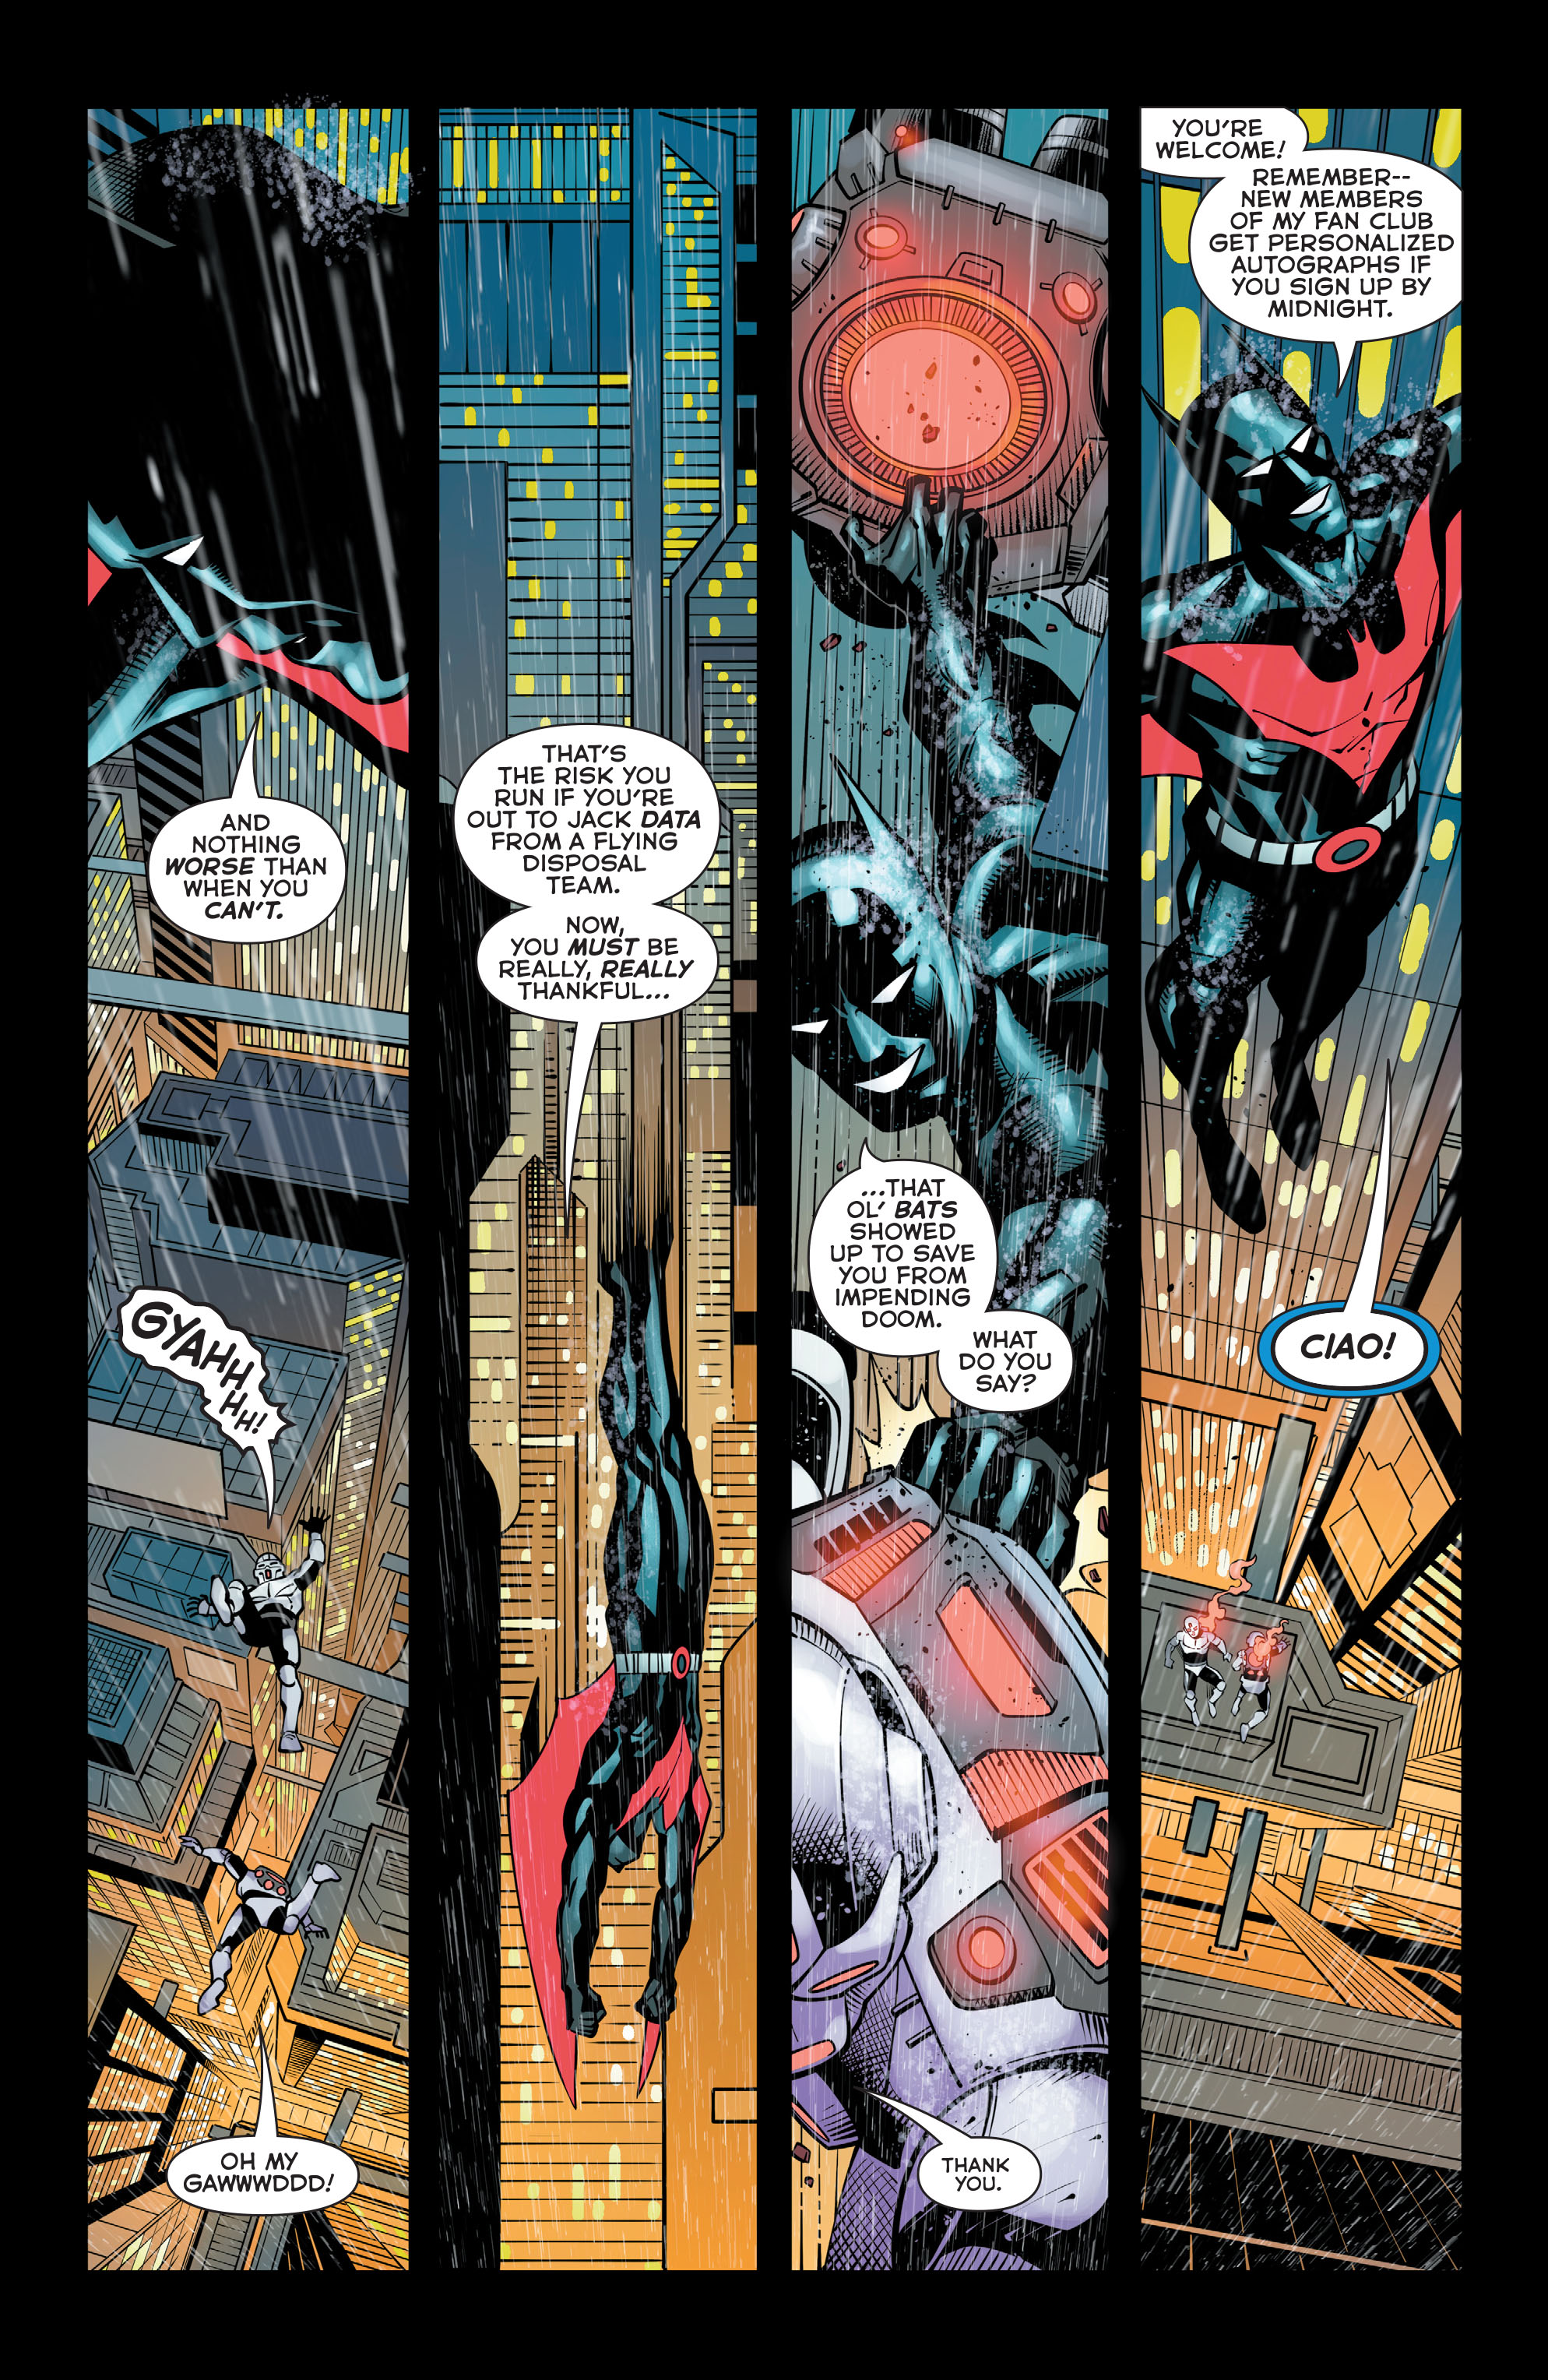 AND
NOTHING
WORSE THAN
WHEN YOU
CAN'T.
GYAHHHH!
OH MY
GAWWWDDD!
THAT'S
THE RISK YOU
RUN IF YOU'RE
OUT TO JACK DATA
FROM A FLYING
DISPOSAL
TEAM.
NOW,
YOU MUST BE
REALLY, REALLY
THANKFUL...
...THAT
OL' BATS
SHOWED
UP TO SAVE
YOU FROM
IMPENDING
DOOM.
WHAT
DO YOU
SAY?
THANK
YOU.
YOU'RE
WELCOME!
REMEMBER--
NEW MEMBERS
OF MY FAN CLUB
GET PERSONALIZED
AUTOGRAPHS IF
YOU SIGN UP BY
MIDNIGHT.
CIAO!